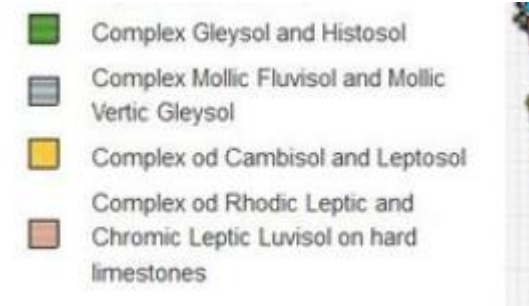 Complex Gleysol and Histosol
Complex Mollic Fluvisol and Mollic
Vertic Gleysol
Complex od Cambisol and Leptosol
Complex od Rhodic Leptic and
Chromic Leptic Luvisol on hard
limestones